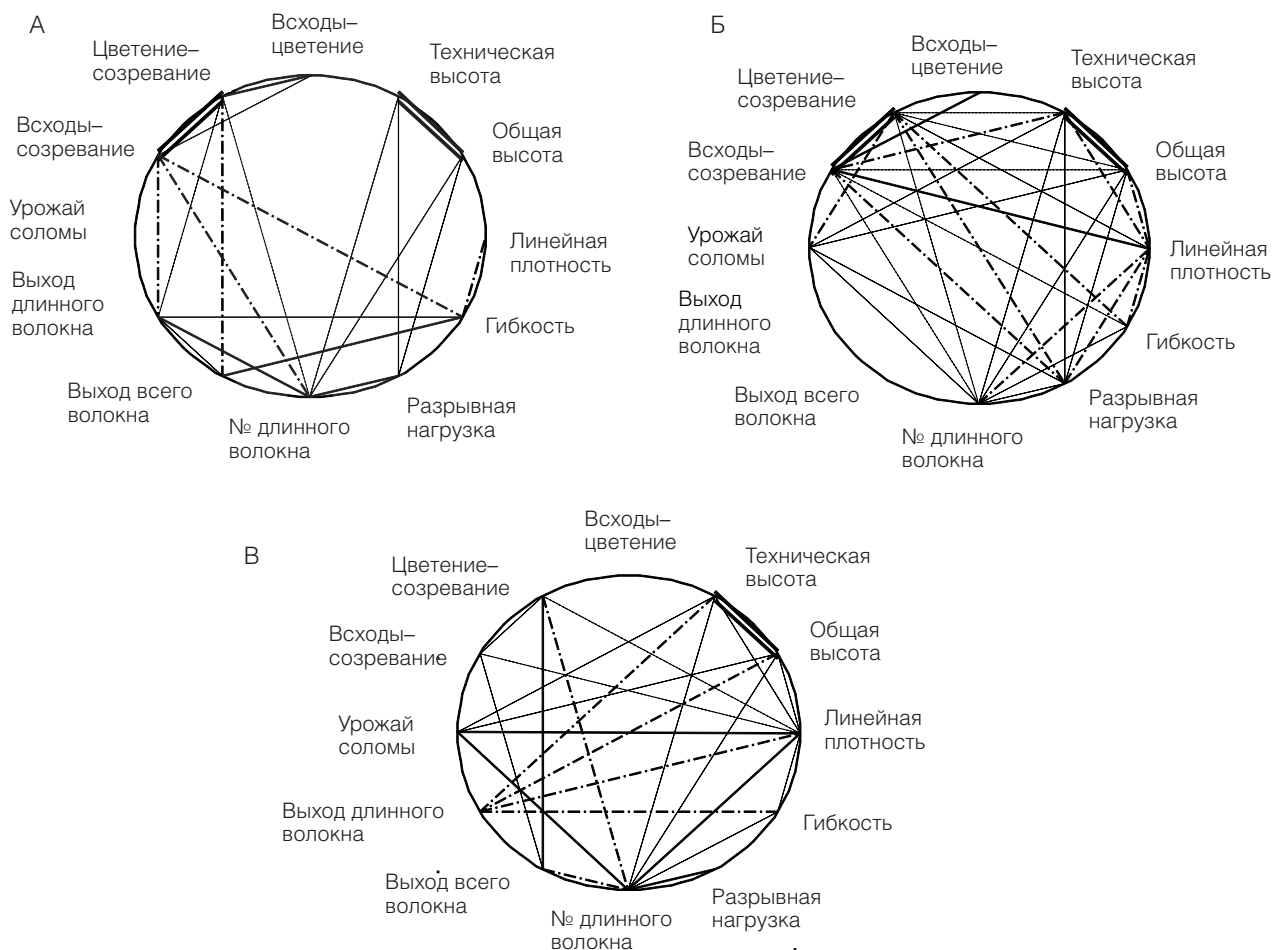 А
Всходы–
цветение
Цветение–
созревание
Техническая
высота
Всходы–
созревание
Общая
высота
Урожай
соломы
Линейная
плотность
Выход
длинного
волокна
Гибкость
Выход всего
волокна
№ длинного
волокна
Разрывная
нагрузка
Б
Всходы–
цветение
Цветение–
созревание
Техническая
высота
Всходы–
созревание
Общая
высота
Урожай
соломы
Линейная
плотность
Выход
длинного
волокна
Гибкость
Выход всего
волокна
№ длинного
волокна
Разрывная
нагрузка
В
Всходы–
цветение
Цветение–
созревание
Техническая
высота
Всходы–
созревание
Общая
высота
Урожай
соломы
Линейная
плотность
Выход длинного
волокна
Гибкость
Выход всего
волокна
№ длинного
волокна
Разрывная
нагрузка